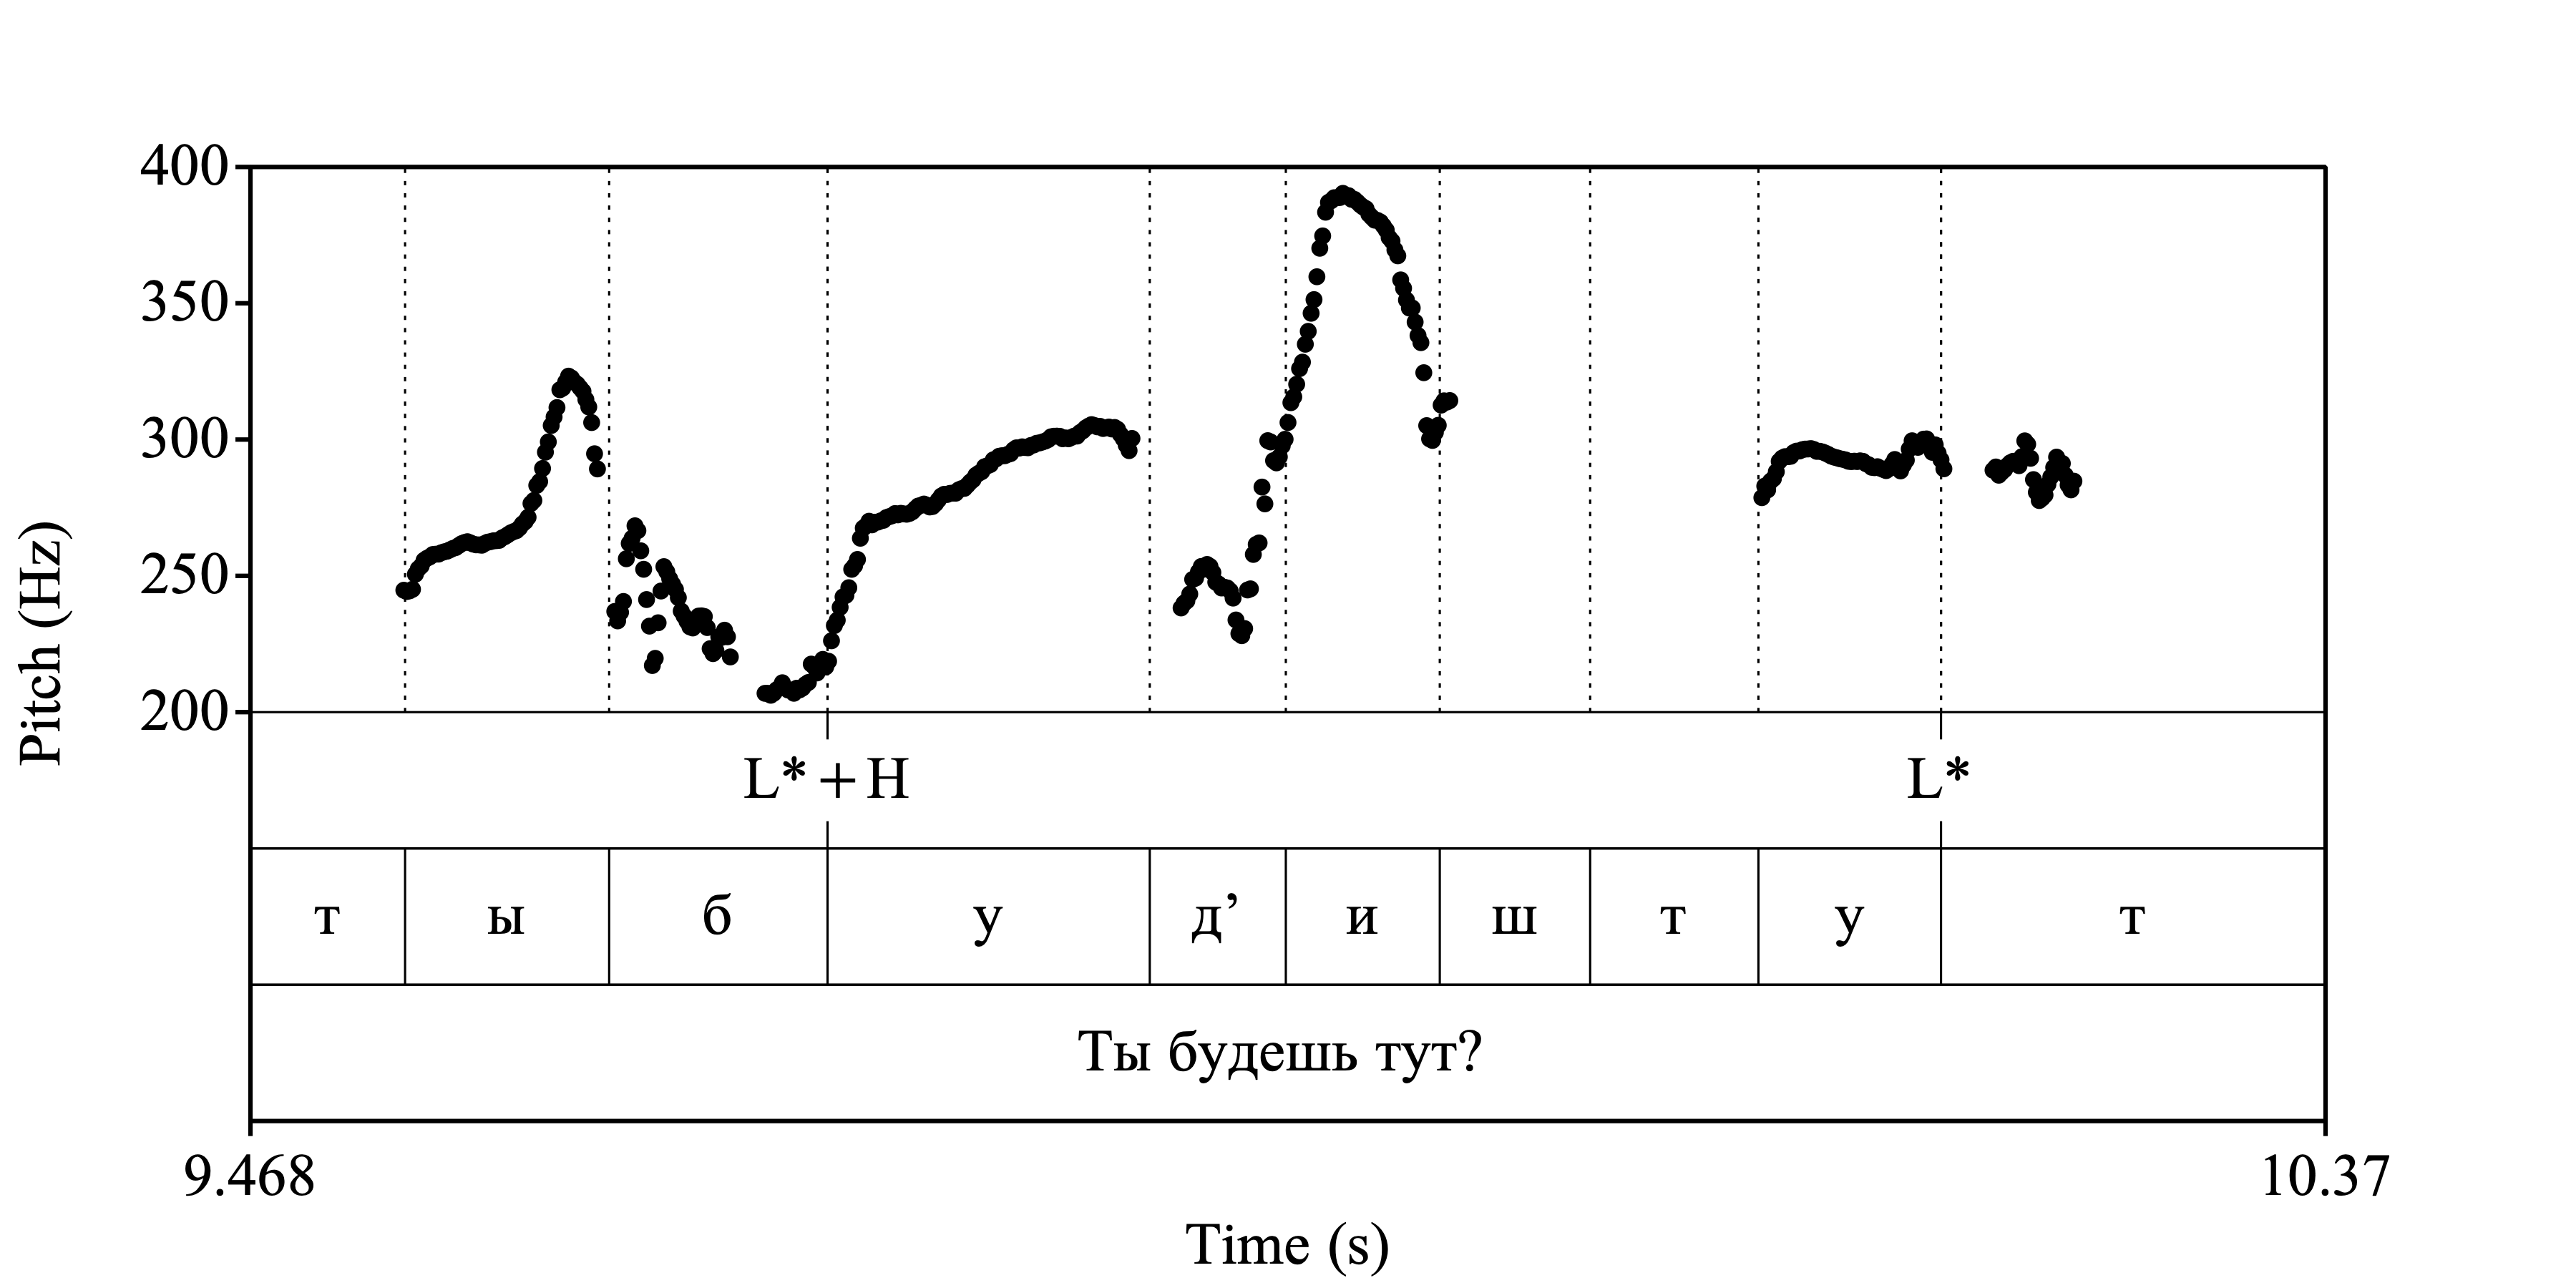 400
350
300
250
200
Pitch (Hz)
L* + H L*
т ы б у д’ и ш т у т
Ты будешь тут?
9.468 10.37
Time (s)